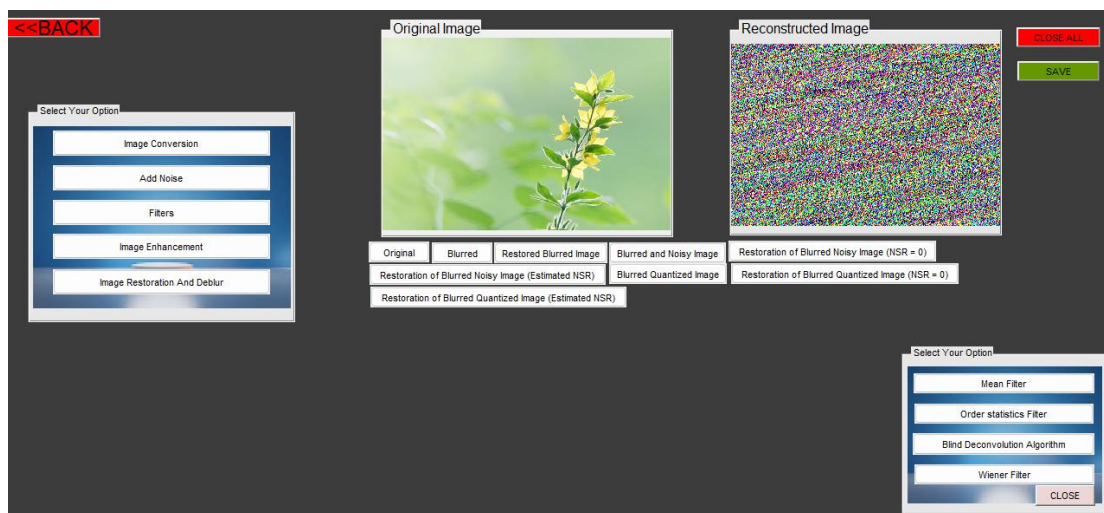 <<BACK
Original Image
Reconstructed Image
CLOSE ALL
SAVE
Select Your Option
Image Conversion
Add Noise
Filters
Image Enhancement
Image Restoration And Deblur
Original
Blurred
Restored Blurred Image
Blurred and Noisy Image
Restoration of Blurred Noisy Image (NSR = 0)
Restoration of Blurred Noisy Image (Estimated NSR)
Blurred Quantized Image
Restoration of Blurred Quantized Image (NSR = 0)
Restoration of Blurred Quantized Image (Estimated NSR)
Select Your Option
Mean Filter
Order statistics Filter
Blind Deconvolution Algorithm
Wiener Filter
CLOSE